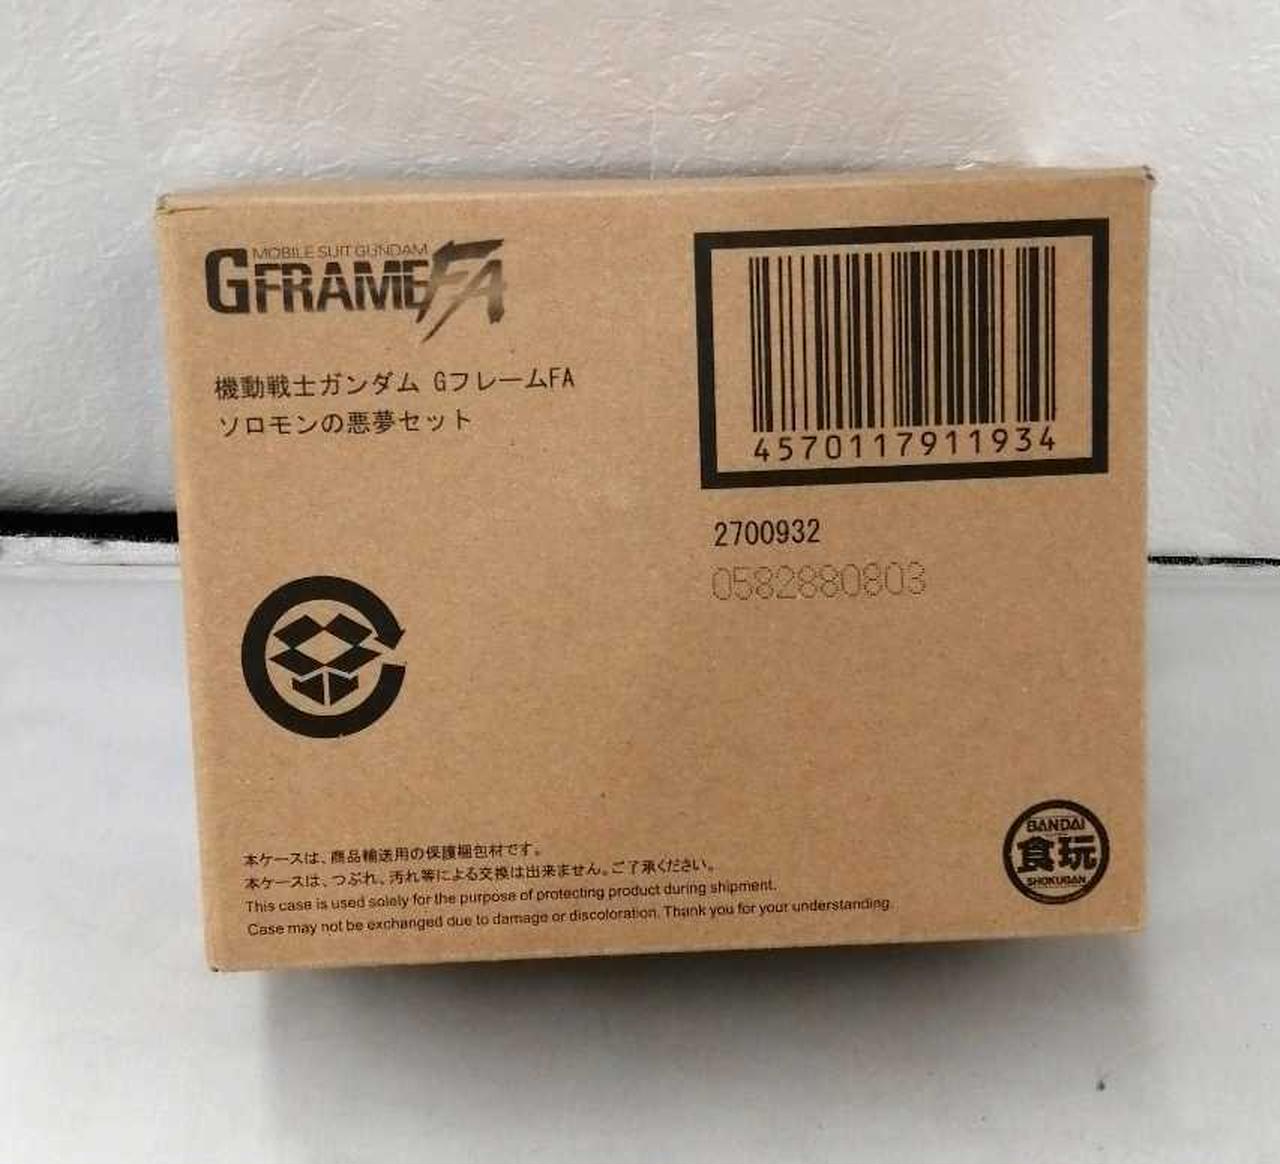 MOBILE SUIT GUNDAM
GFRAMEFA
機動戦士ガンダム GフレームFA
ソロモンの悪夢セット
4570117911934
2700932
0582880803
本ケースは、商品輸送用の保護梱包材です。
本ケースは、つぶれ、汚れ等による交換は出来ません。ご了承ください。
This case is used solely for the purpose of protecting product during shipment.
Case may not be exchanged due to damage or discoloration. Thank you for your understanding.
BANDAI
食玩
SHOKUGAN